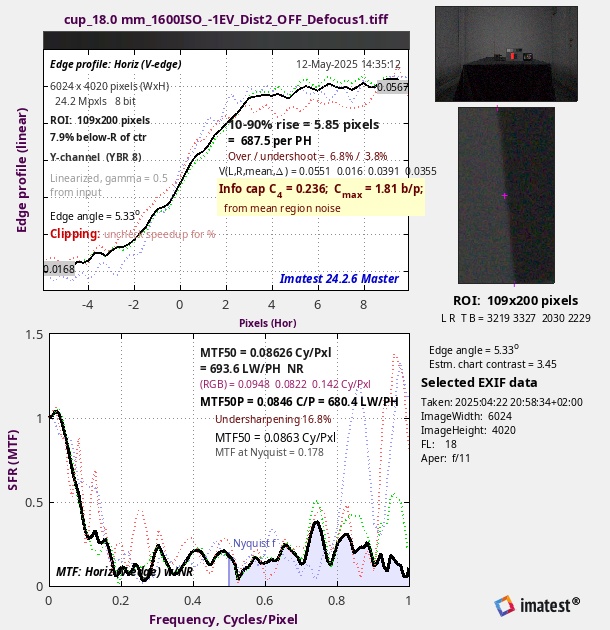 cup_18.0 mm_1600ISO_-1EV_Dist2_OFF_Defocus1.tiff
Edge profile: Horiz (V-edge)
12-May-2025 14:35:12
6024 x 4020 pixels (WxH)
24.2 Mpxls   8 bit
ROI:  109x200 pixels
7.9% below-R of ctr
Y-channel  (YBR 8)
Linearized, gamma = 0.5
from input
Edge angle = 5.33°
Clipping: uncheck speedup for %
0.0567
10-90% rise = 5.85 pixels
=  687.5 per PH
Over / undershoot =  6.8% /  3.8%
V(L,R,mean,Δ) = 0.0551  0.016  0.0391  0.0355
Info cap C4 = 0.236;  Cmax = 1.81 b/p;
from mean region noise
0.0168
Imatest 24.2.6 Master
Edge profile (linear)
-4 -2 0 2 4 6 8
Pixels (Hor)
ROI:  109x200 pixels
L R  T B = 3219 3327  2030 2229
Edge angle = 5.33°
Estm. chart contrast = 3.45
Selected EXIF data
Taken: 2025:04:22 20:58:34+02:00
ImageWidth:  6024
ImageHeight:  4020
FL:   18
Aper:  f/11
MTF50 = 0.08626 Cy/Pxl
= 693.6 LW/PH  NR
(RGB) = 0.0948  0.0822  0.142 Cy/Pxl
MTF50P = 0.0846 C/P = 680.4 LW/PH
Undersharpening 16.8%
MTF50 = 0.0863 Cy/Pxl
MTF at Nyquist = 0.178
Nyquist f
SFR (MTF)
1.5
1
0.5
0
0 0.2 0.4 0.6 0.8 1
Frequency, Cycles/Pixel
imatest®